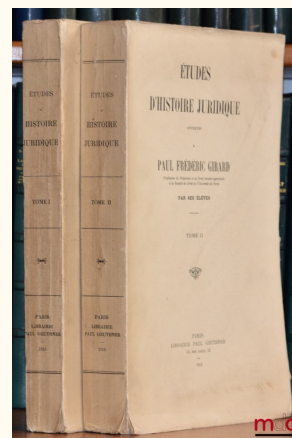 ÉTUDES
HISTOIRE
JURIDIQUE
TOME I
PARIS
LIBRAIRIE
PAUL GEUTHNER
ÉTUDES
HISTOIRE
JURIDIQUE
TOME II
PARIS
LIBRAIRIE
PAUL GEUTHNER
ÉTUDES
D'HISTOIRE JURIDIQUE
OFFERTES
À
PAUL FRÉDÉRIC GIRARD
PAR SES ÉLÈVES
TOME II
PARIS
LIBRAIRIE PAUL GEUTHNER